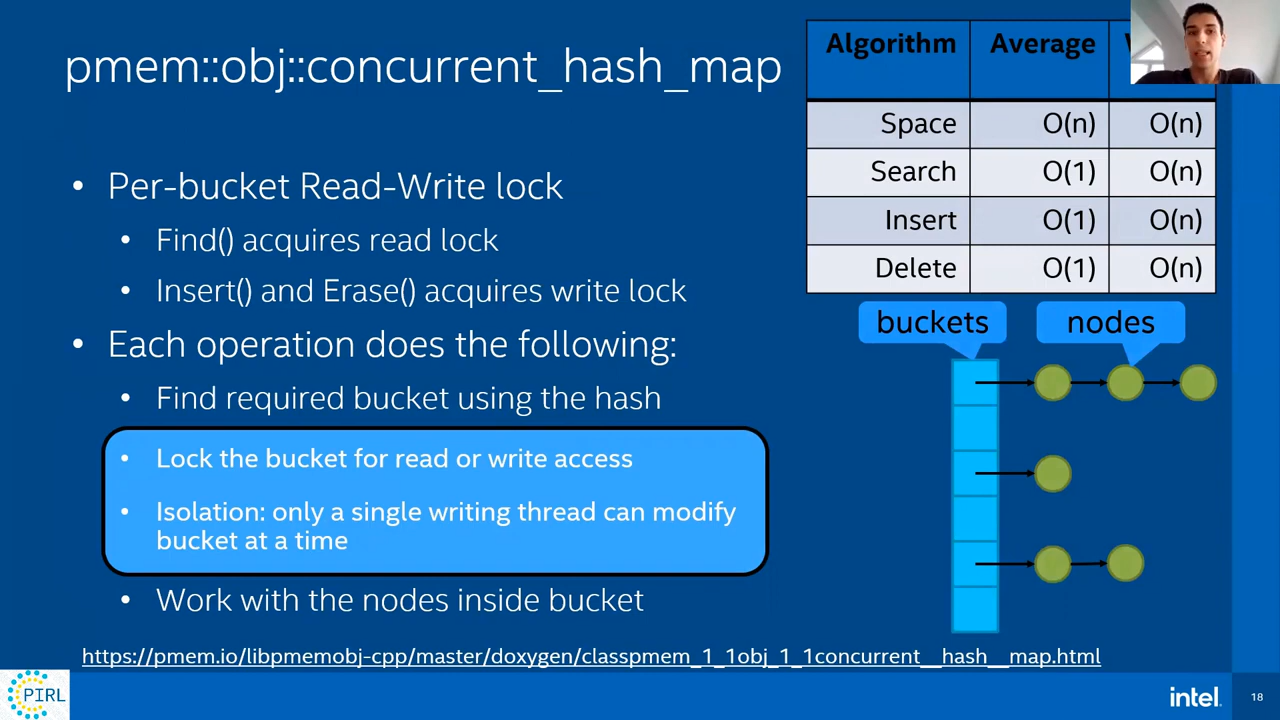 pmem::obj::concurrent_hash_map
• Per-bucket Read-Write lock
• Find() acquires read lock
• Insert() and Erase() acquires write lock
• Each operation does the following:
• Find required bucket using the hash
• Lock the bucket for read or write access
• Isolation: only a single writing thread can modify
bucket at a time
• Work with the nodes inside bucket
Algorithm Average
Space O(n) O(n)
Search O(1) O(n)
Insert O(1) O(n)
Delete O(1) O(n)
buckets nodes
https://pmem.io/libpmemobj-cpp/master/doxygen/classpmem_1_1obj_1_1concurrent__hash__map.html
PIRL
intel.
18